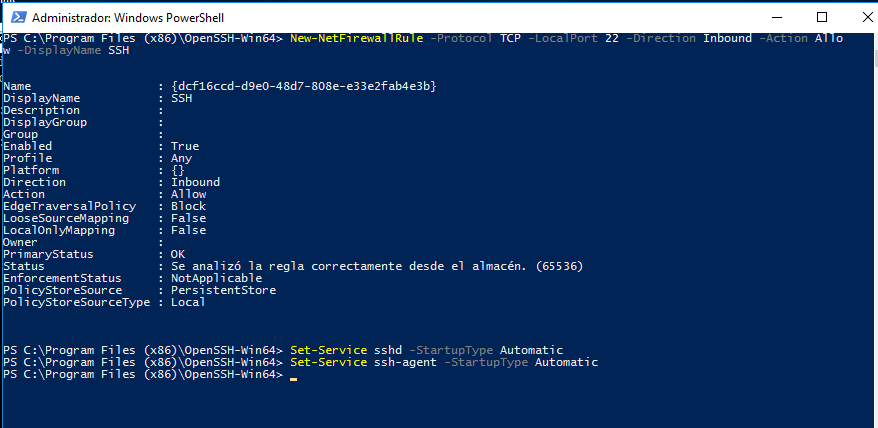 Administrador: Windows PowerShell
PS C:\Program Files (x86)\OpenSSH-Win64> New-NetFirewallRule -Protocol TCP -LocalPort 22 -Direction Inbound -Action Allo
w -DisplayName SSH
Name                  : {dcf16ccd-d9e0-48d7-808e-e33e2fab4e3b}
DisplayName           : SSH
Description           :
DisplayGroup          :
Group                 :
Enabled               : True
Profile               : Any
Platform              : {}
Direction             : Inbound
Action                : Allow
EdgeTraversalPolicy   : Block
LooseSourceMapping    : False
LocalOnlyMapping      : False
Owner                 :
PrimaryStatus         : OK
Status                : Se analizó la regla correctamente desde el almacén. (65536)
EnforcementStatus     : NotApplicable
PolicyStoreSource     : PersistentStore
PolicyStoreSourceType : Local
PS C:\Program Files (x86)\OpenSSH-Win64> Set-Service sshd -StartupType Automatic
PS C:\Program Files (x86)\OpenSSH-Win64> Set-Service ssh-agent -StartupType Automatic
PS C:\Program Files (x86)\OpenSSH-Win64>